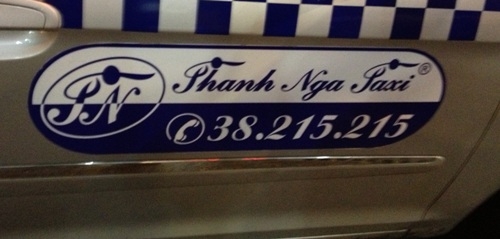 TN
Thanh Nga Taxi ®
38.215.215